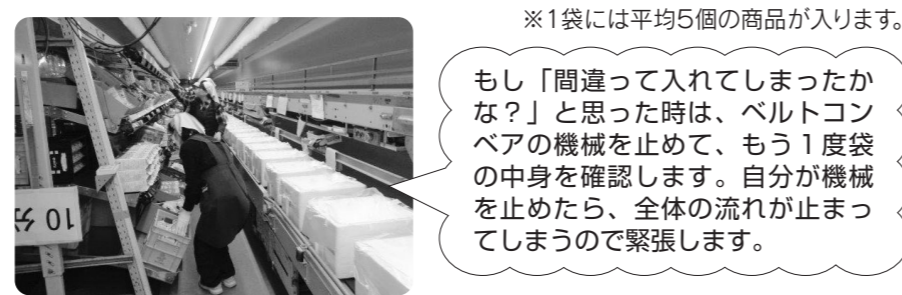 ※1袋には平均5個の商品が入ります。
もし「間違って入れてしまったか
な?」と思った時は、ベルトコン
ベアの機械を止めて、もう1度袋
の中身を確認します。自分が機械
を止めたら、全体の流れが止まっ
てしまうので緊張します。
10分